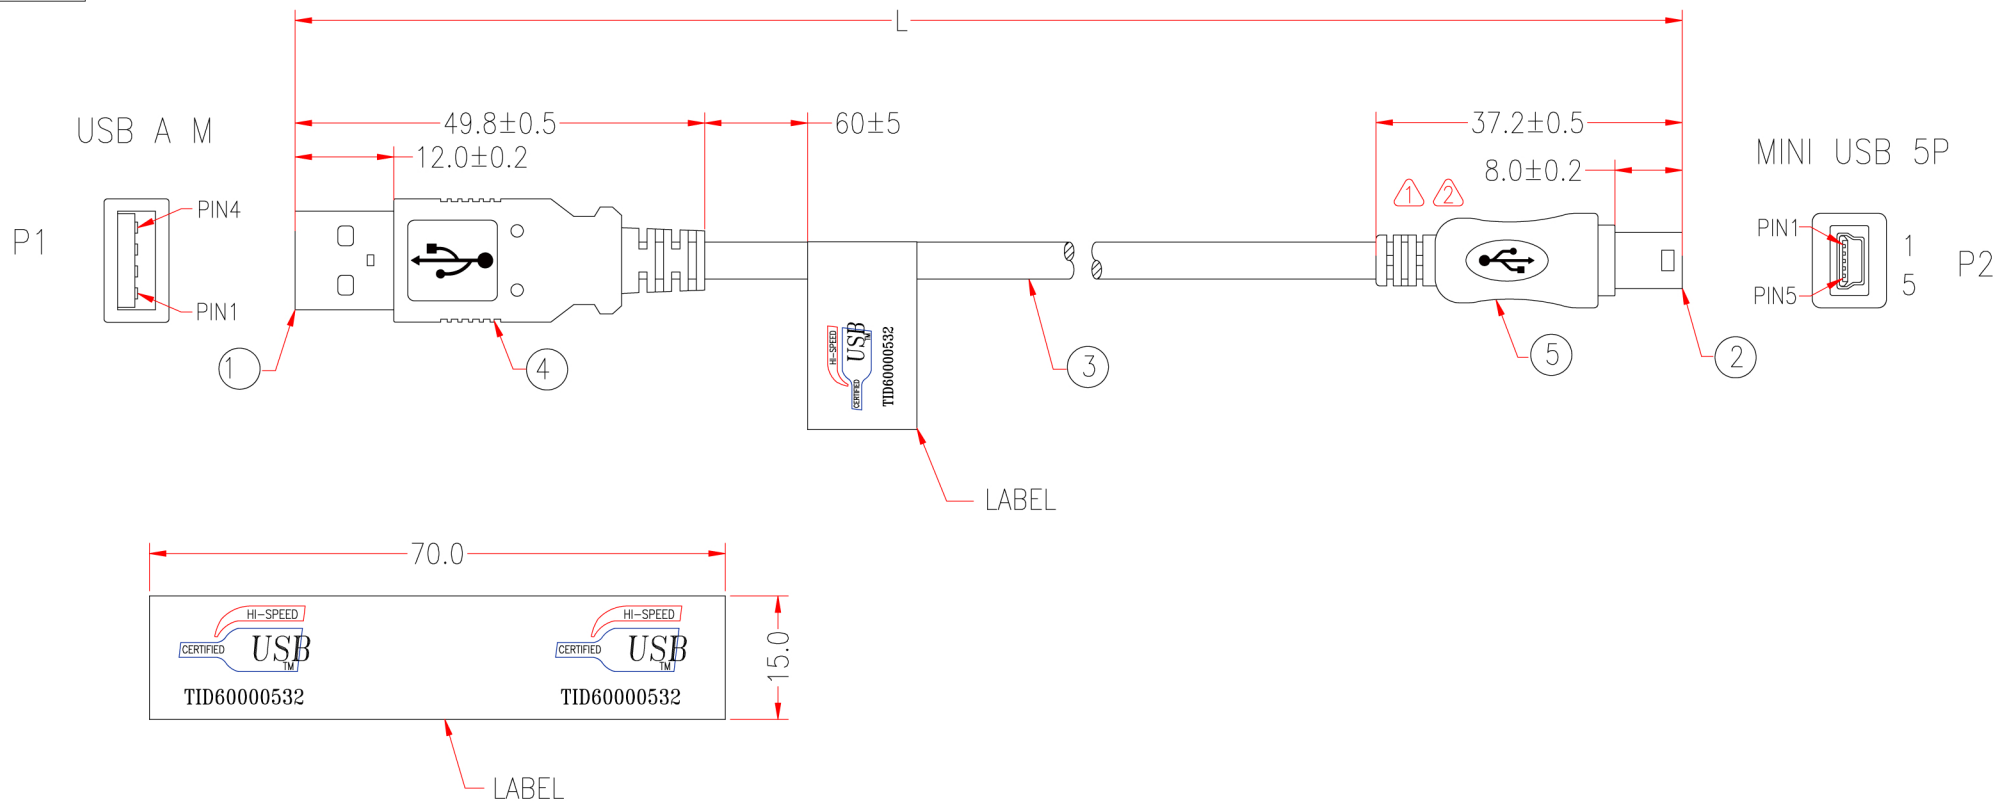 L
49.8±0.5
60±5
37.2±0.5
USB A M
12.0±0.2
MINI USB 5P
8.0±0.2
1 2
PIN4
P1
PIN1
PIN1
1
P2
PIN5
5
HI-SPEED
USB
TM
CERTIFIED
TID60000532
1
4
3
5
2
LABEL
70.0
HI-SPEED
CERTIFIED USB
TM
TID60000532
HI-SPEED
CERTIFIED USB
TM
TID60000532
15.0
LABEL